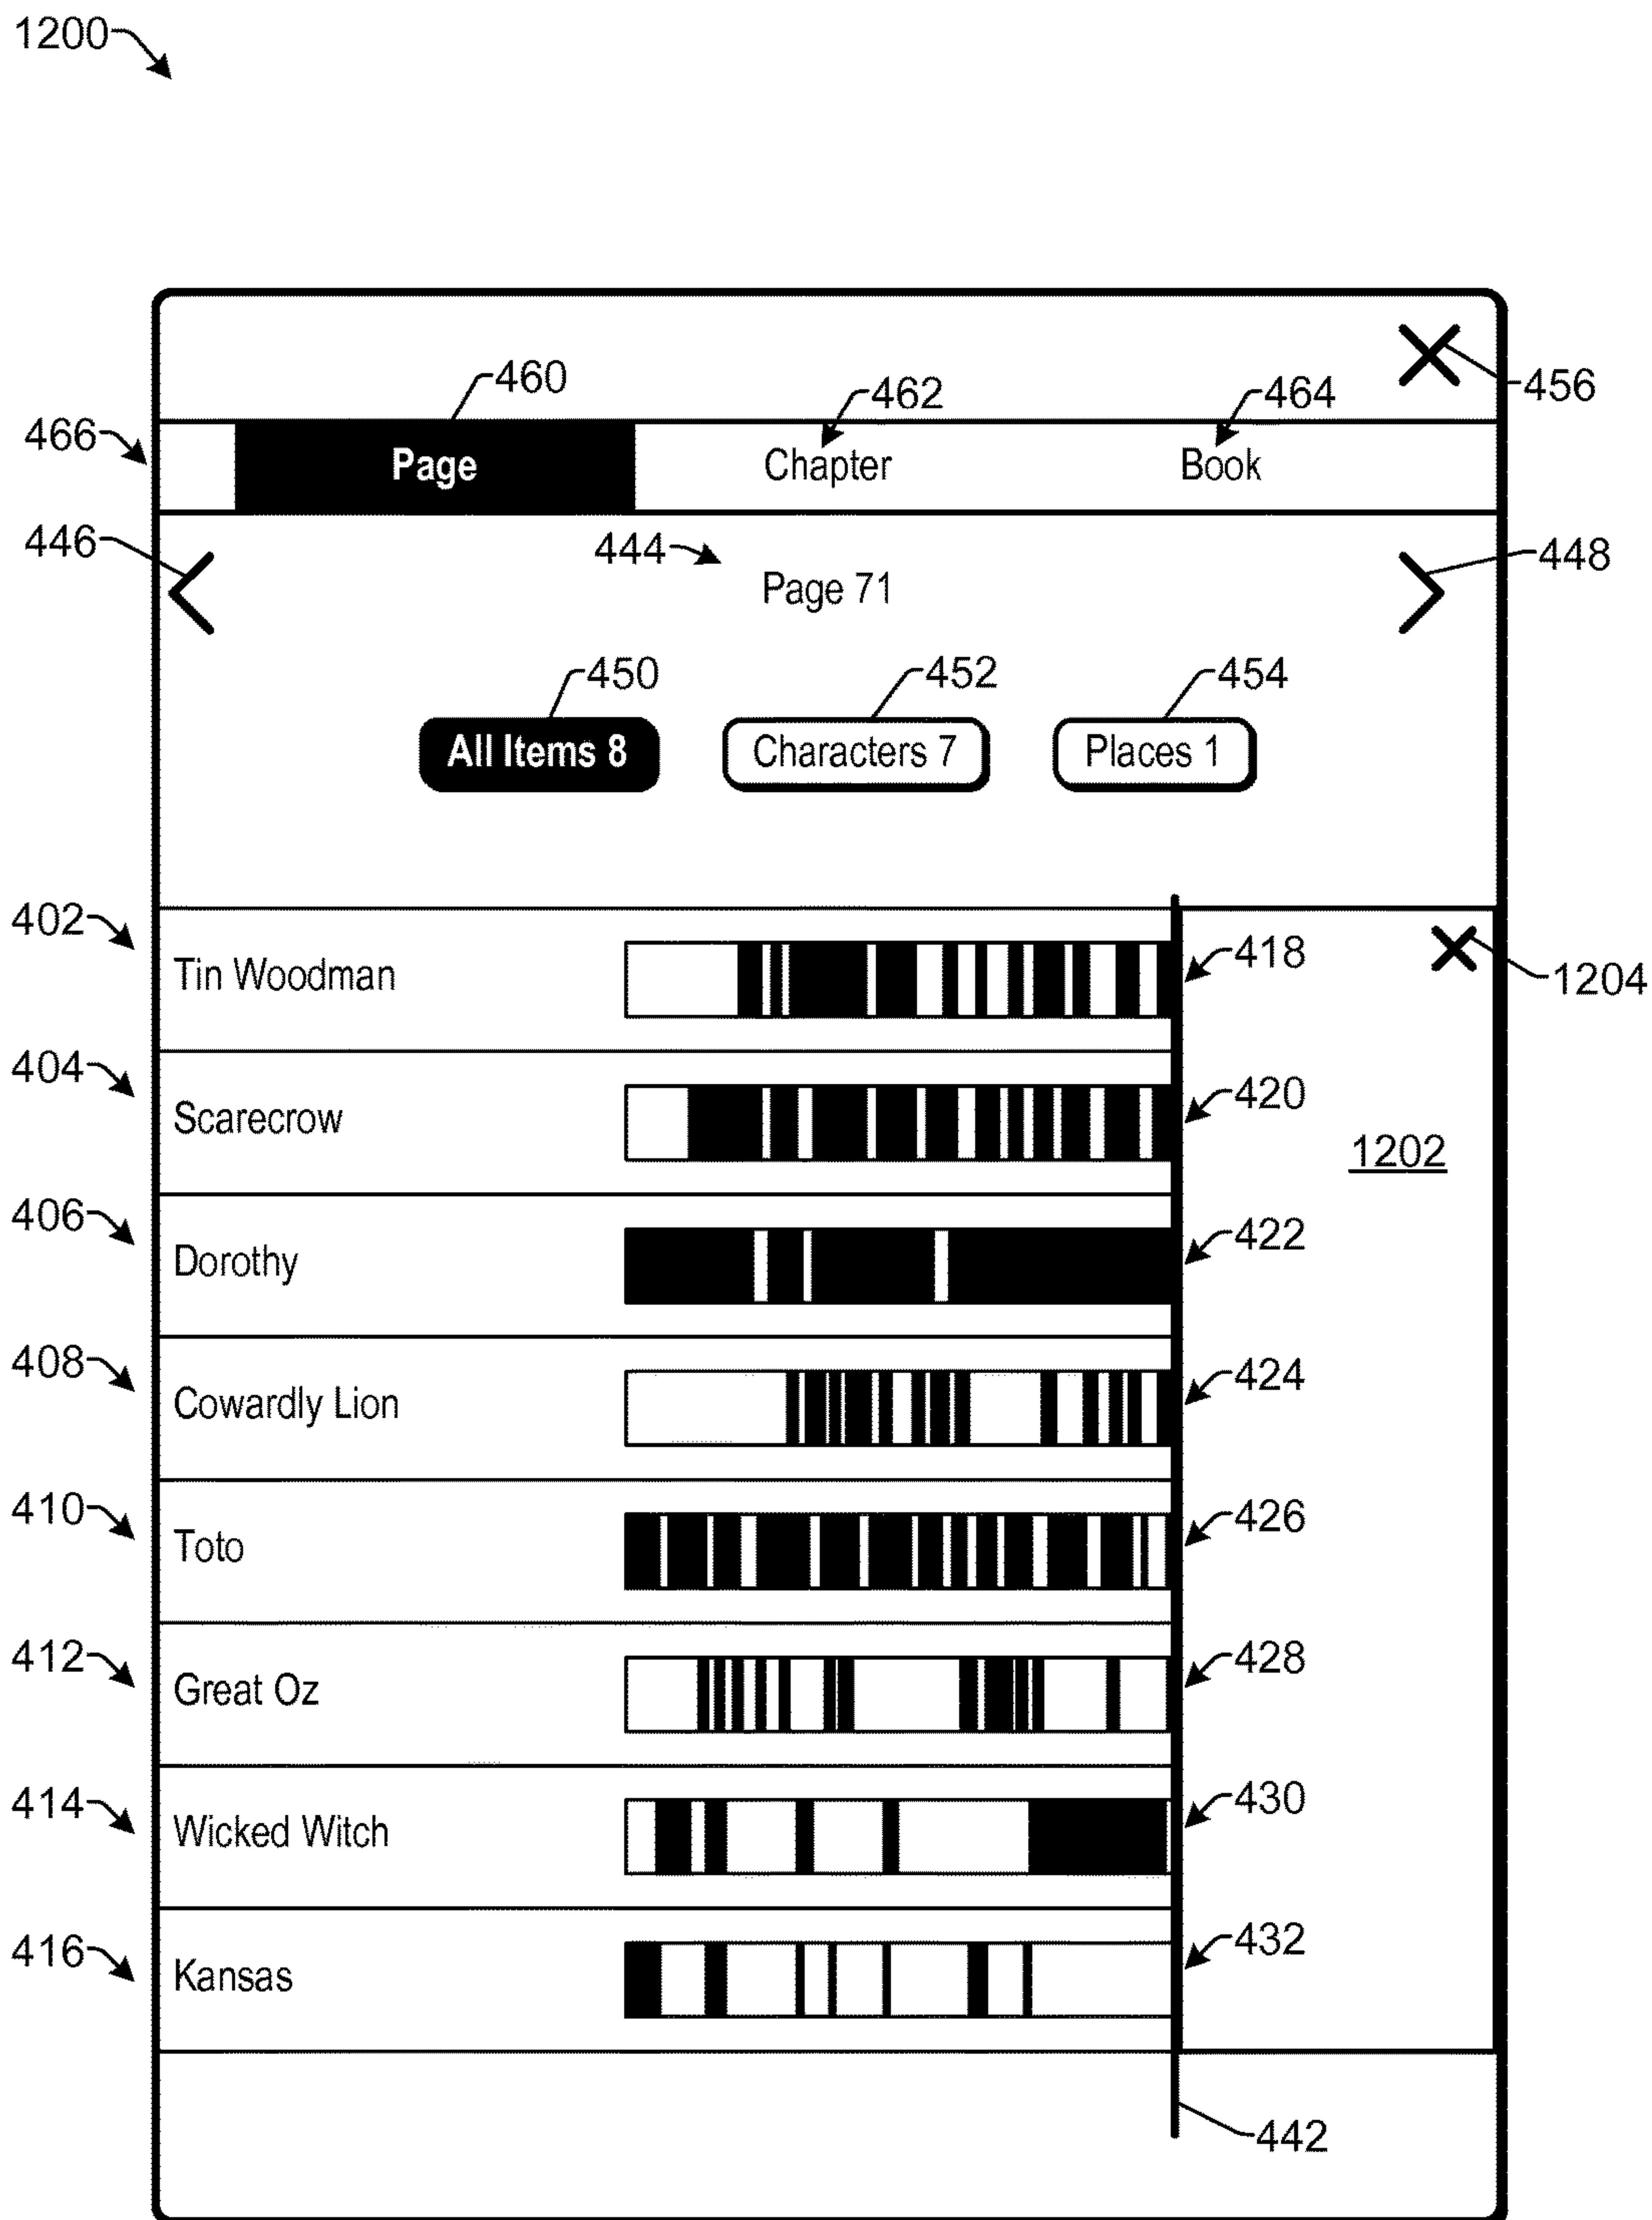 1200
456
460
462
464
466
Page
Chapter
Book
446
444
448
Page 71
450
452
454
All Items 8
Characters 7
Places 1
402
Tin Woodman
418
1204
404
Scarecrow
420
1202
406
Dorothy
422
408
Cowardly Lion
424
410
Toto
426
412
Great Oz
428
414
Wicked Witch
430
416
Kansas
432
442